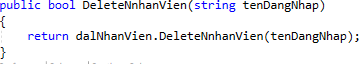 public bool DeleteNnhanVien(string tenDangNhap)
{
    return dalNhanVien.DeleteNnhanVien(tenDangNhap);
}